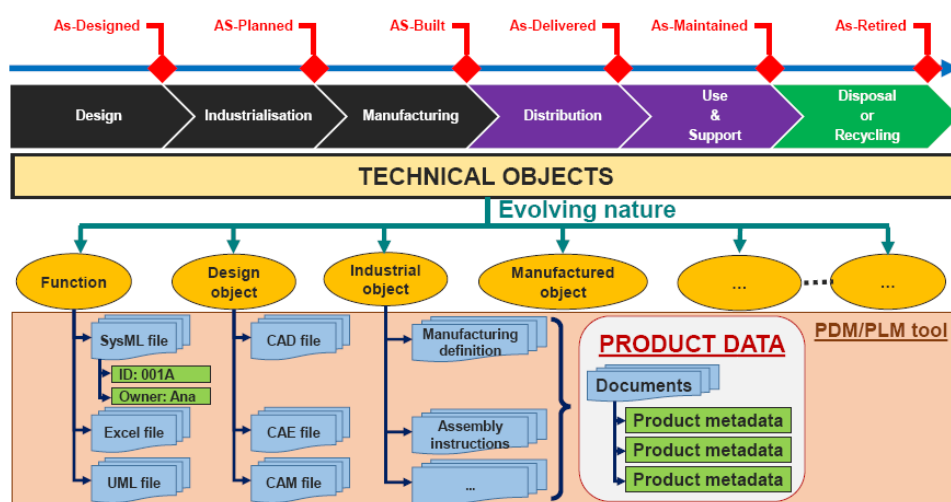 As-Designed
AS-Planned
AS-Built
As-Delivered
As-Maintained
As-Retired
Design
Industrialisation
Manufacturing
Distribution
Use
&
Support
Disposal
or
Recycling
TECHNICAL OBJECTS
Evolving nature
Function
Design
object
Industrial
object
Manufactured
object
...
...
PDM/PLM tool
SysML file
ID: 001A
Owner: Ana
Excel file
UML file
CAD file
CAE file
CAM file
Manufacturing
definition
Assembly
instructions
...
PRODUCT DATA
Documents
Product metadata
Product metadata
Product metadata